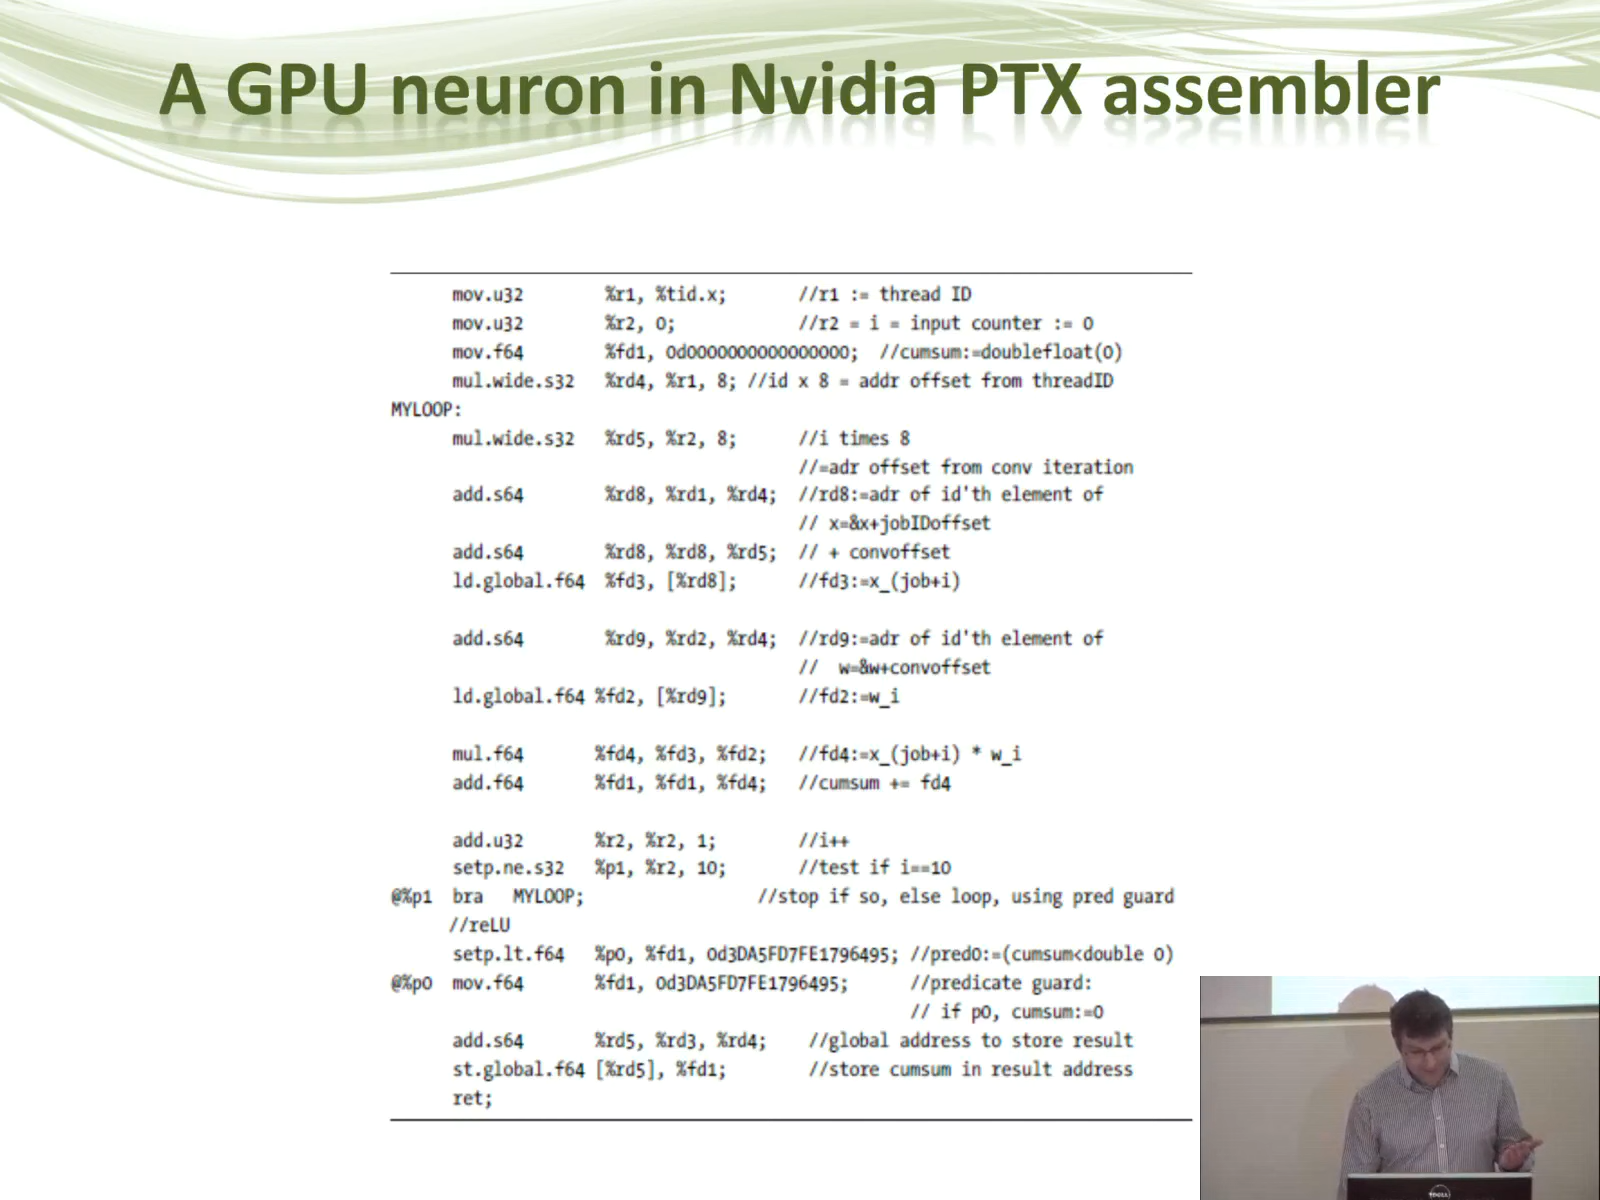 A GPU neuron in Nvidia PTX assembler
mov.u32 %r1, %tid.x; //r1 := thread ID
mov.u32 %r2, 0; //r2 = i = input counter := 0
mov.f64 %fd1, 0d0000000000000000; //cumsum:=doublefloat(0)
mul.wide.s32 %rd4, %r1, 8; //id x 8 = addr offset from threadID
MYLOOP:
mul.wide.s32 %rd5, %r2, 8; //i times 8
//=adr offset from conv iteration
add.s64 %rd8, %rd1, %rd4; //rd8:=adr of id'th element of
// x=&x+jobIDoffset
add.s64 %rd8, %rd8, %rd5; // + convoffset
ld.global.f64 %fd3, [%rd8]; //fd3:=x_(job+i)
add.s64 %rd9, %rd2, %rd4; //rd9:=adr of id'th element of
// w=&w+convoffset
ld.global.f64 %fd2, [%rd9]; //fd2:=w_i
mul.f64 %fd4, %fd3, %fd2; //fd4:=x_(job+i) * w_i
add.f64 %fd1, %fd1, %fd4; //cumsum += fd4
add.u32 %r2, %r2, 1; //i++
setp.ne.s32 %p1, %r2, 10; //test if i==10
@%p1 bra MYLOOP; //stop if so, else loop, using pred guard
//reLU
setp.lt.f64 %p0, %fd1, 0d3DA5FD7FE1796495; //pred0:=(cumsum<double 0)
@%p0 mov.f64 %fd1, 0d3DA5FD7FE1796495; //predicate guard:
// if p0, cumsum:=0
add.s64 %rd5, %rd3, %rd4; //global address to store result
st.global.f64 [%rd5], %fd1; //store cumsum in result address
ret;
DELL